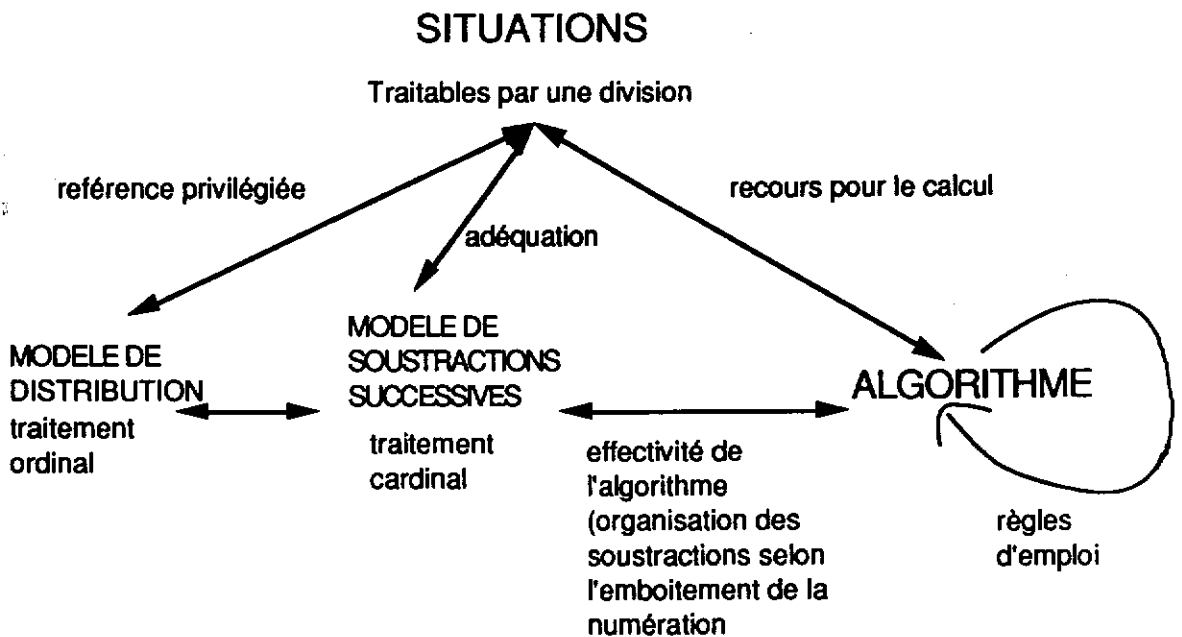 SITUATIONS
Traitables par une division
reférence privilégiée
recours pour le calcul
adéquation
MODELE DE
DISTRIBUTION
traitement
ordinal
MODELE DE
SOUSTRACTIONS
SUCCESSIVES
traitement
cardinal
effectivité de
l'algorithme
(organisation des
soustractions selon
l'emboitement de la
numération
ALGORITHME
règles
d'emploi